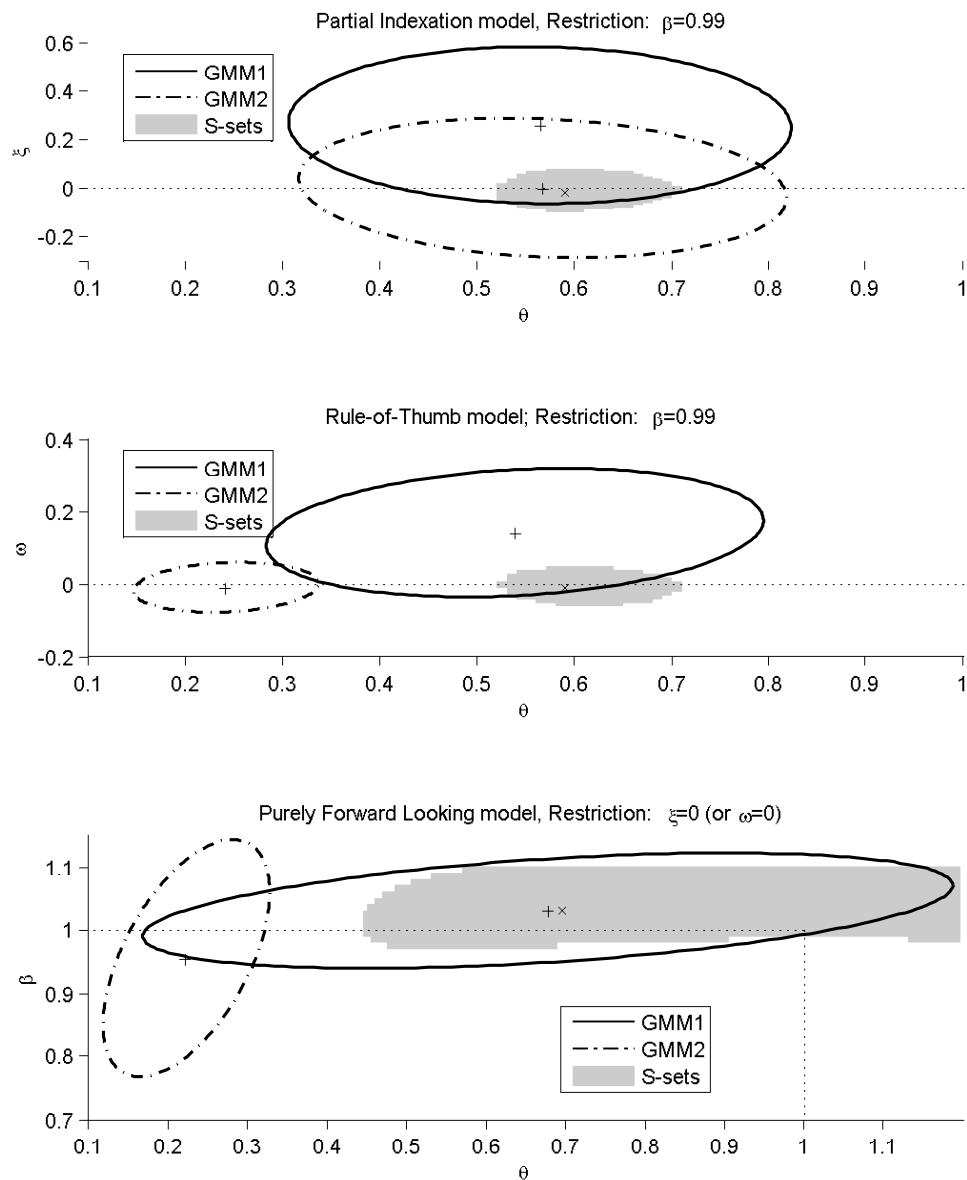 Partial Indexation model, Restriction: β=0.99
0.6
0.4
0.2
0
-0.2
ξ
GMM1
GMM2
S-sets
0.1 0.2 0.3 0.4 0.5 0.6 0.7 0.8 0.9 1
θ
Rule-of-Thumb model; Restriction: β=0.99
0.4
0.2
0
-0.2
ω
GMM1
GMM2
S-sets
0.1 0.2 0.3 0.4 0.5 0.6 0.7 0.8 0.9 1
θ
Purely Forward Looking model, Restriction: ξ=0 (or ω=0)
1.1
1
0.9
0.8
0.7
β
GMM1
GMM2
S-sets
0.1 0.2 0.3 0.4 0.5 0.6 0.7 0.8 0.9 1 1.1
θ